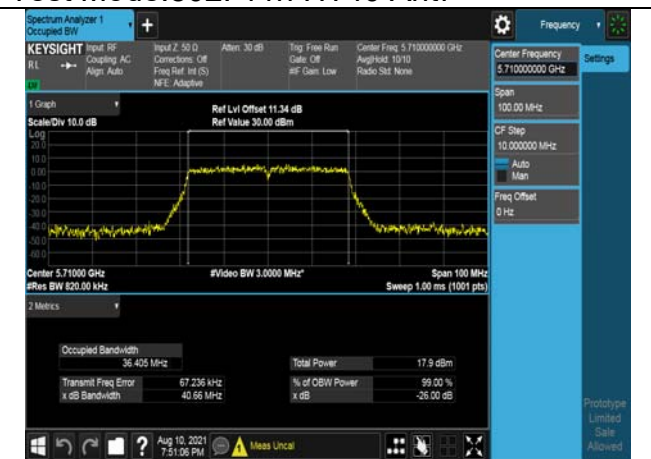 Spectrum Analyzer 1
Occupied BW
Frequency
KEYSIGHT
Input: RF
Coupling: AC
Align: Auto
Input Z: 50 Ω
Corrections: Off
Freq Ref: Int (S)
NFE: Adaptive
Atten: 30 dB
Trig: Free Run
Gate: Off
#IF Gain: Low
Center Freq: 5.710000000 GHz
Avg|Hold: 10/10
Radio Std: None
RL
Center Frequency
5.710000000 GHz
Settings
Span
100.00 MHz
CF Step
10.000000 MHz
Auto
Man
Freq Offset
0 Hz
1 Graph
Scale/Div 10.0 dB
Ref Lvl Offset 11.34 dB
Ref Value 30.00 dBm
Log
20.0
10.0
0.00
-10.0
-20.0
-30.0
-40.0
-50.0
-60.0
Center 5.71000 GHz
#Res BW 820.00 kHz
#Video BW 3.0000 MHz*
Span 100 MHz
Sweep 1.00 ms (1001 pts)
2 Metrics
Occupied Bandwidth
36.405 MHz
Total Power 17.9 dBm
Transmit Freq Error 67.236 kHz
% of OBW Power 99.00 %
x dB Bandwidth 40.66 MHz
x dB -26.00 dB
Prototype
Limited
Sale
Allowed
?
Aug 10, 2021
7:51:06 PM
Meas Uncal